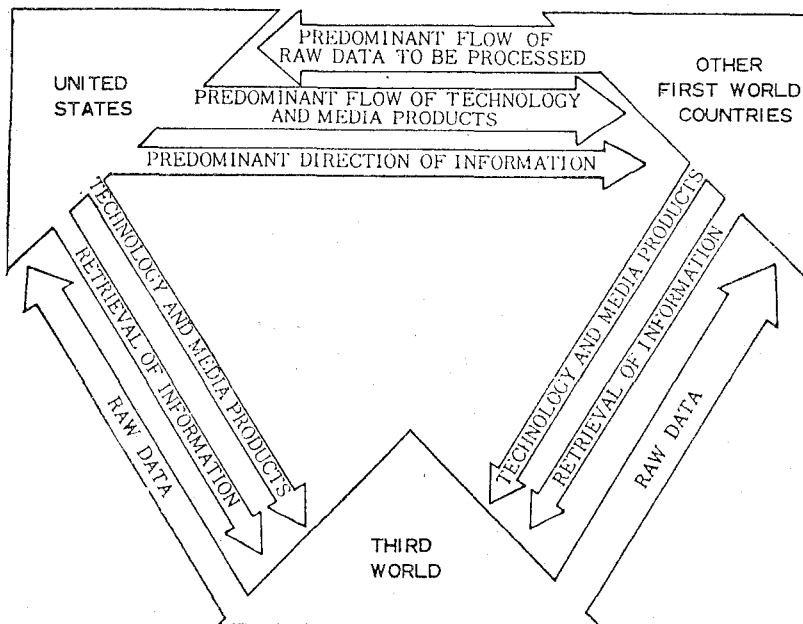 PREDOMINANT FLOW OF
RAW DATA TO BE PROCESSED
UNITED
STATES
OTHER
FIRST WORLD
COUNTRIES
PREDOMINANT FLOW OF TECHNOLOGY
AND MEDIA PRODUCTS
PREDOMINANT DIRECTION OF INFORMATION
TECHNOLOGY AND MEDIA PRODUCTS
RETRIEVAL OF INFORMATION
RAW DATA
TECHNOLOGY AND MEDIA PRODUCTS
RETRIEVAL OF INFORMATION
RAW DATA
THIRD
WORLD